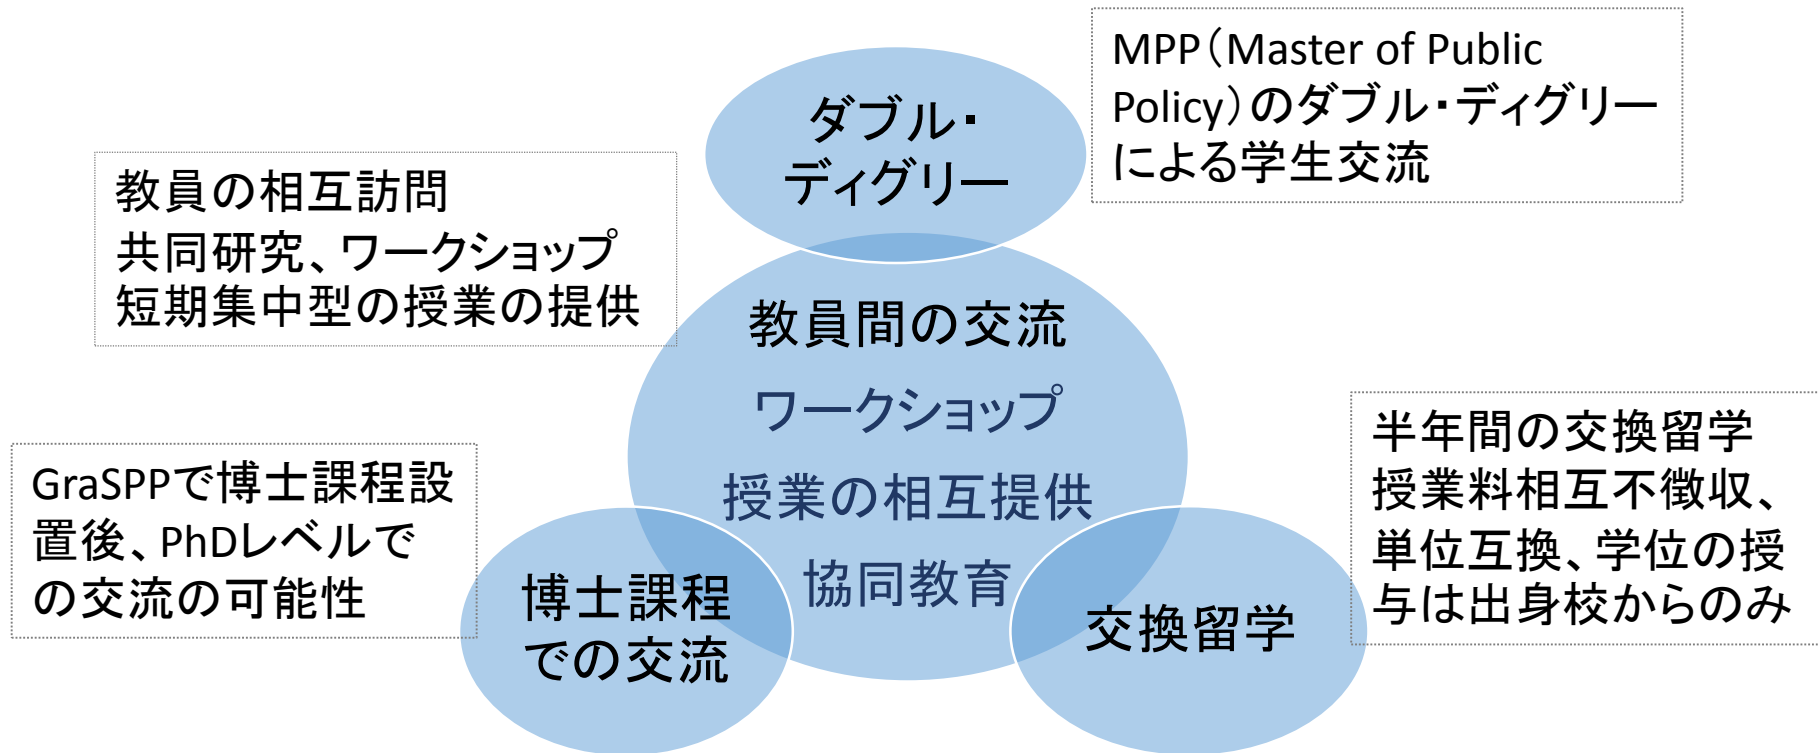 ダブル・
ディグリー
MPP(Master of Public
Policy)のダブル・ディグリー
による学生交流
教員の相互訪問
共同研究、ワークショップ
短期集中型の授業の提供
教員間の交流
ワークショップ
授業の相互提供
協同教育
GraSPPで博士課程設
置後、PhDレベルで
の交流の可能性
博士課程
での交流
交換留学
半年間の交換留学
授業料相互不徴収、
単位互換、学位の授
与は出身校からのみ